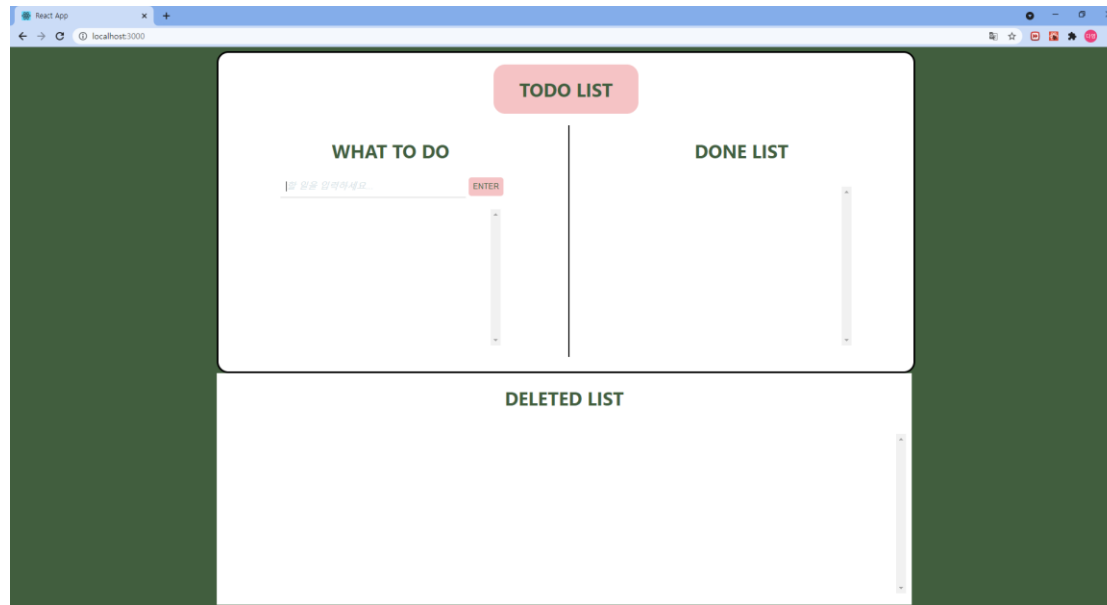 React App
localhost:3000
TODO LIST
WHAT TO DO
DONE LIST
할 일을 입력하세요...
ENTER
DELETED LIST